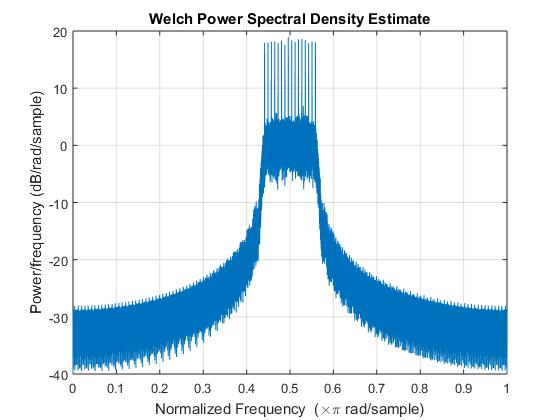 Welch Power Spectral Density Estimate
Power/frequency (dB/rad/sample)
20
10
0
-10
-20
-30
-40
0 0.1 0.2 0.3 0.4 0.5 0.6 0.7 0.8 0.9 1
Normalized Frequency (×π rad/sample)